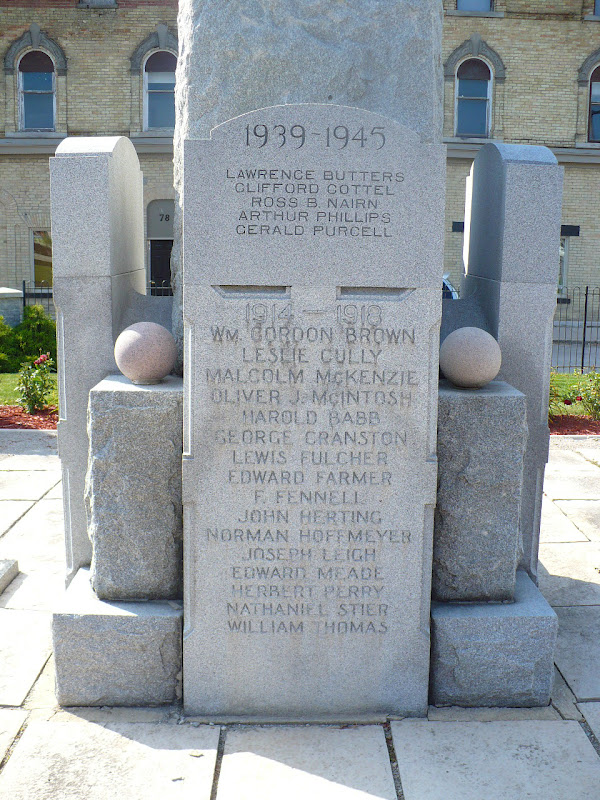 1939-1945
LAWRENCE BUTTERS
CLIFFORD COTTEL
ROSS B. NAIRN
ARTHUR PHILLIPS
GERALD PURCELL
78
1914 - 1918
WM. GORDON BROWN
LESLIE CULLY
MALCOLM McKENZIE
OLIVER J. McINTOSH
HAROLD BABB
GEORGE CRANSTON
LEWIS FULCHER
EDWARD FARMER
F. FENNELL
JOHN HERTING
NORMAN HOFFMEYER
JOSEPH LEIGH
EDWARD MEADE
HERBERT PERRY
NATHANIEL STIER
WILLIAM THOMAS